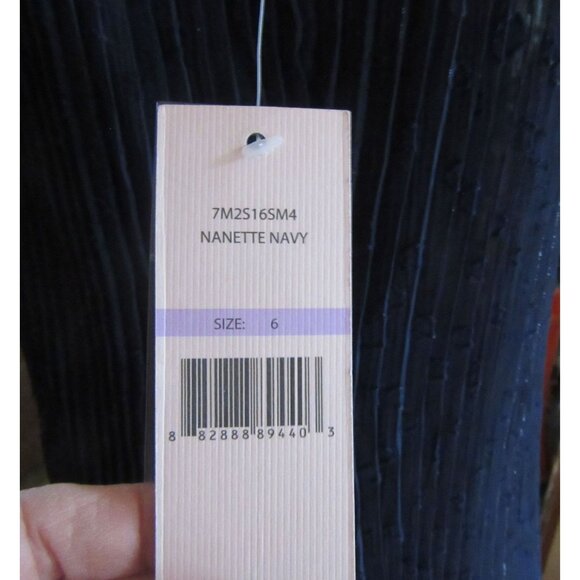 7M2S16SM4
NANETTE NAVY
SIZE: 6
8 82888 89440 3